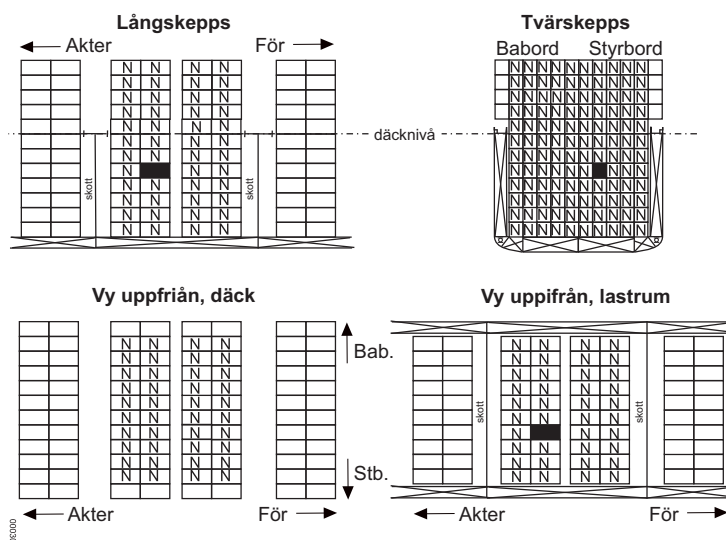 Långskepps
Akter För
N N N N
N N N N
N N N N
N N N N
N N N N
N N N N
N N N N
N N N
N N N N
N N N N
N N N N
N N N N
skott
skott
Tvärskepps
Babord Styrbord
däcknivå
N N N N N N N N N N
N N N N N N N N N N
N N N N N N N N N N
N N N N N N N N N N
N N N N N N N N N N
N N N N N N N N N N
N N N N N N N N N N
N N N N N N N N N
N N N N N N N N N N
N N N N N N N N N N
N N N N N N N N N N
N N N N N N N N N N
Vy uppfriån, däck
Bab.
N N N N
N N N N
N N N N
N N N N
N N N N
N N N N
N N N N
N N N N
N N N N
N N N N
Stb.
Akter För
Vy uppifrån, lastrum
N N N N
N N N N
N N N N
N N N N
N N N N
N N N N
N N N
N N N N
N N N N
N N N N
skott
skott
Akter För